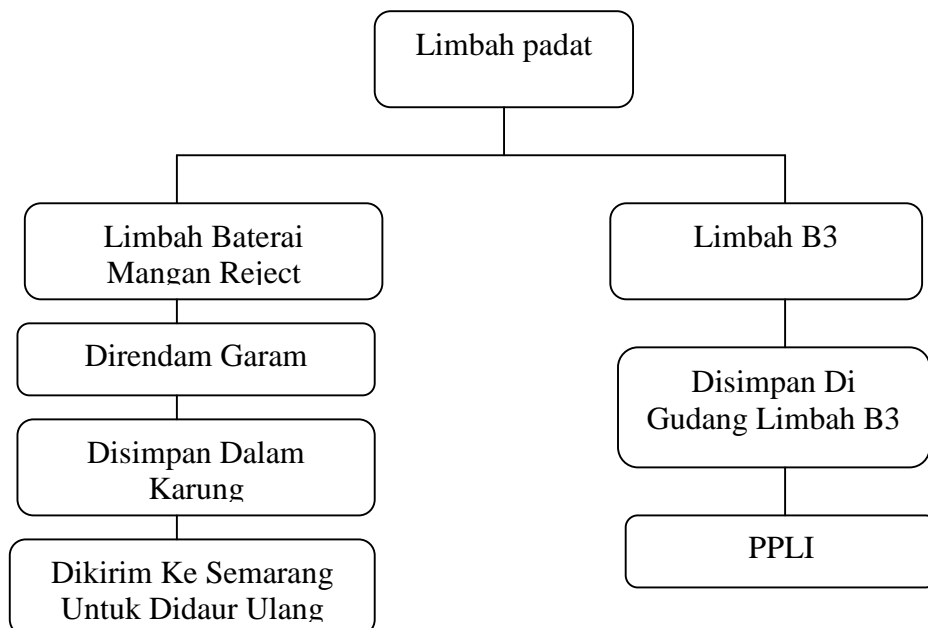 Limbah padat
Limbah Baterai
Mangan Reject
Direndam Garam
Disimpan Dalam
Karung
Dikirim Ke Semarang
Untuk Didaur Ulang
Limbah B3
Disimpan Di
Gudang Limbah B3
PPLI